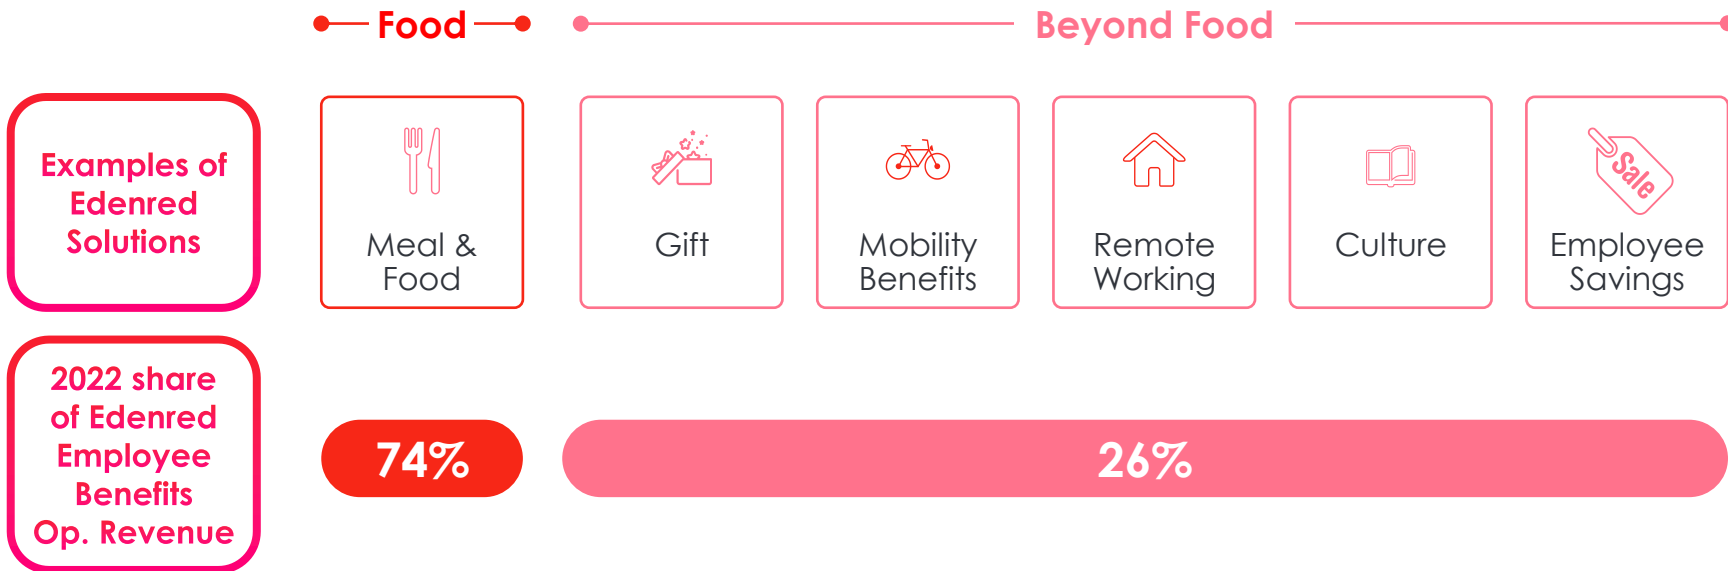 Food
Beyond Food
Examples of
Edenred
Solutions
Meal &
Food
Gift
Mobility
Benefits
Remote
Working
Culture
Sale
Employee
Savings
2022 share
of Edenred
Employee
Benefits
Op. Revenue
74%
26%